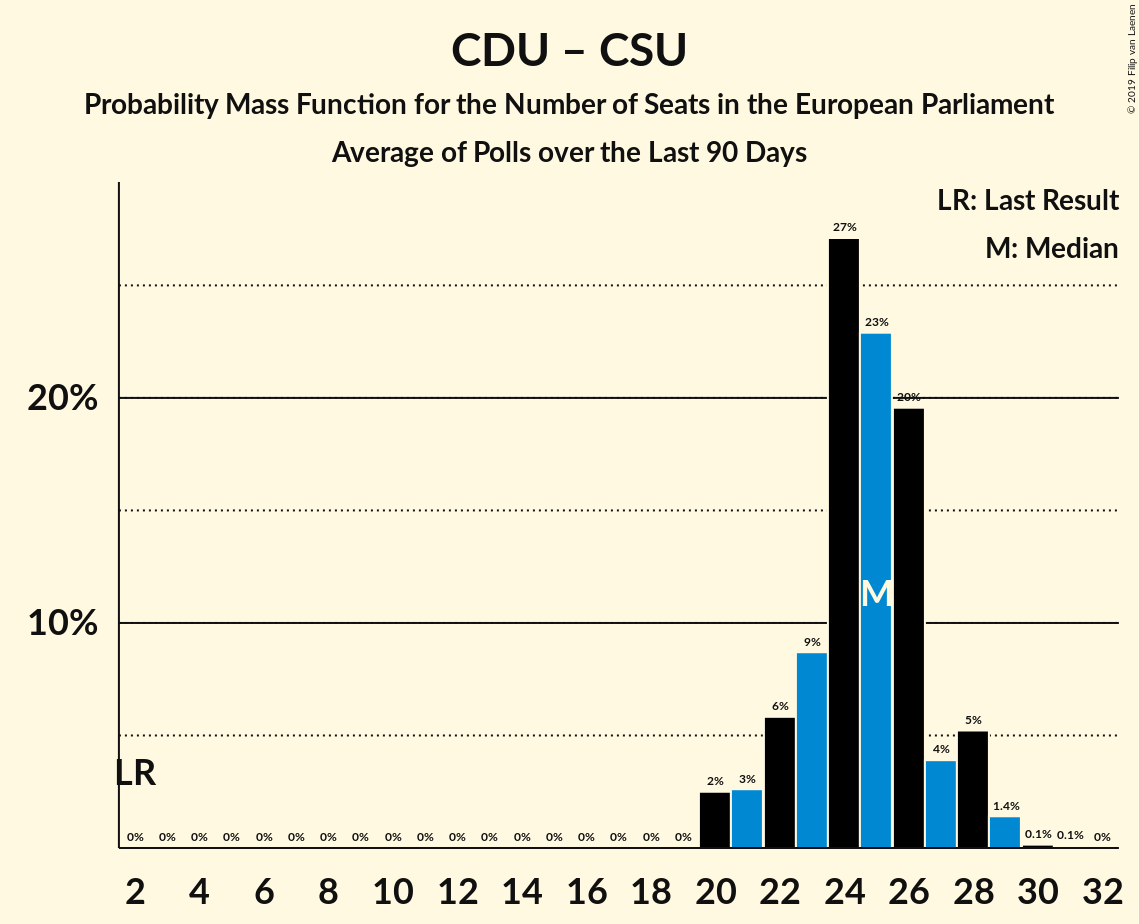 CDU – CSU
Probability Mass Function for the Number of Seats in the European Parliament
Average of Polls over the Last 90 Days
© 2019 Filip van Laenen
LR: Last Result
M: Median
27%
23%
20%
20%
M
10%
9%
6%
5%
4%
LR
2%
3%
1.4%
0% 0% 0% 0% 0% 0% 0% 0% 0% 0% 0% 0% 0% 0% 0% 0% 0% 0% 0.1% 0.1% 0%
2 4 6 8 10 12 14 16 18 20 22 24 26 28 30 32